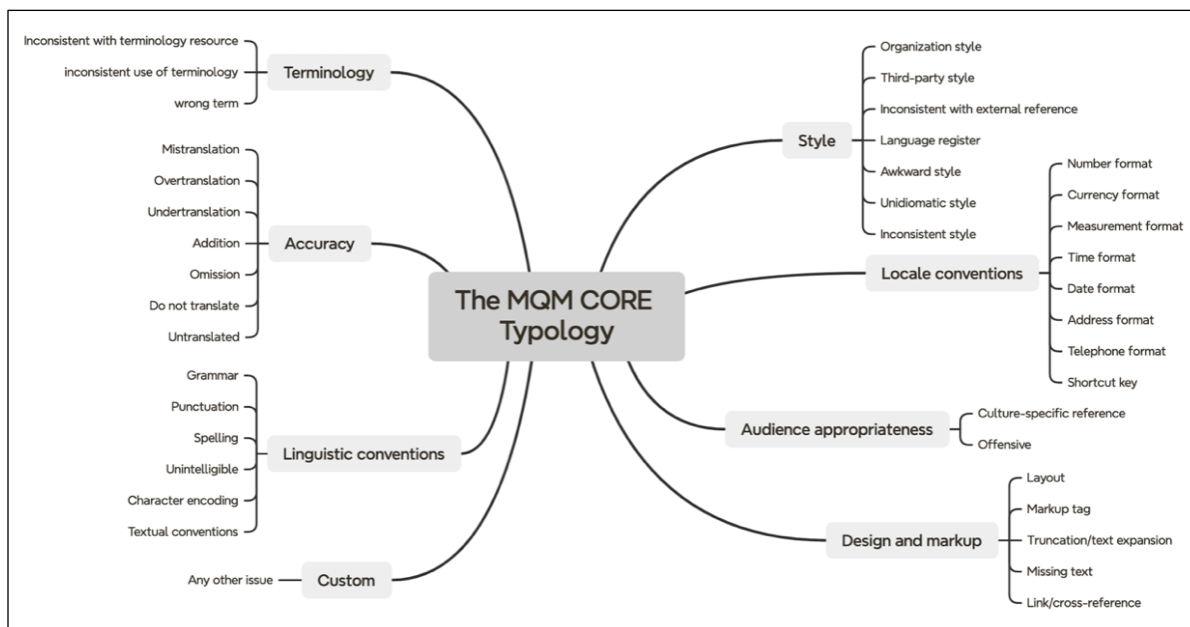 The MQM CORE
Typology
Terminology
Inconsistent with terminology resource
inconsistent use of terminology
wrong term
Accuracy
Mistranslation
Overtranslation
Undertranslation
Addition
Omission
Do not translate
Untranslated
Linguistic conventions
Grammar
Punctuation
Spelling
Unintelligible
Character encoding
Textual conventions
Custom
Any other issue
Style
Organization style
Third-party style
Inconsistent with external reference
Language register
Awkward style
Unidiomatic style
Inconsistent style
Locale conventions
Number format
Currency format
Measurement format
Time format
Date format
Address format
Telephone format
Shortcut key
Audience appropriateness
Culture-specific reference
Offensive
Design and markup
Layout
Markup tag
Truncation/text expansion
Missing text
Link/cross-reference